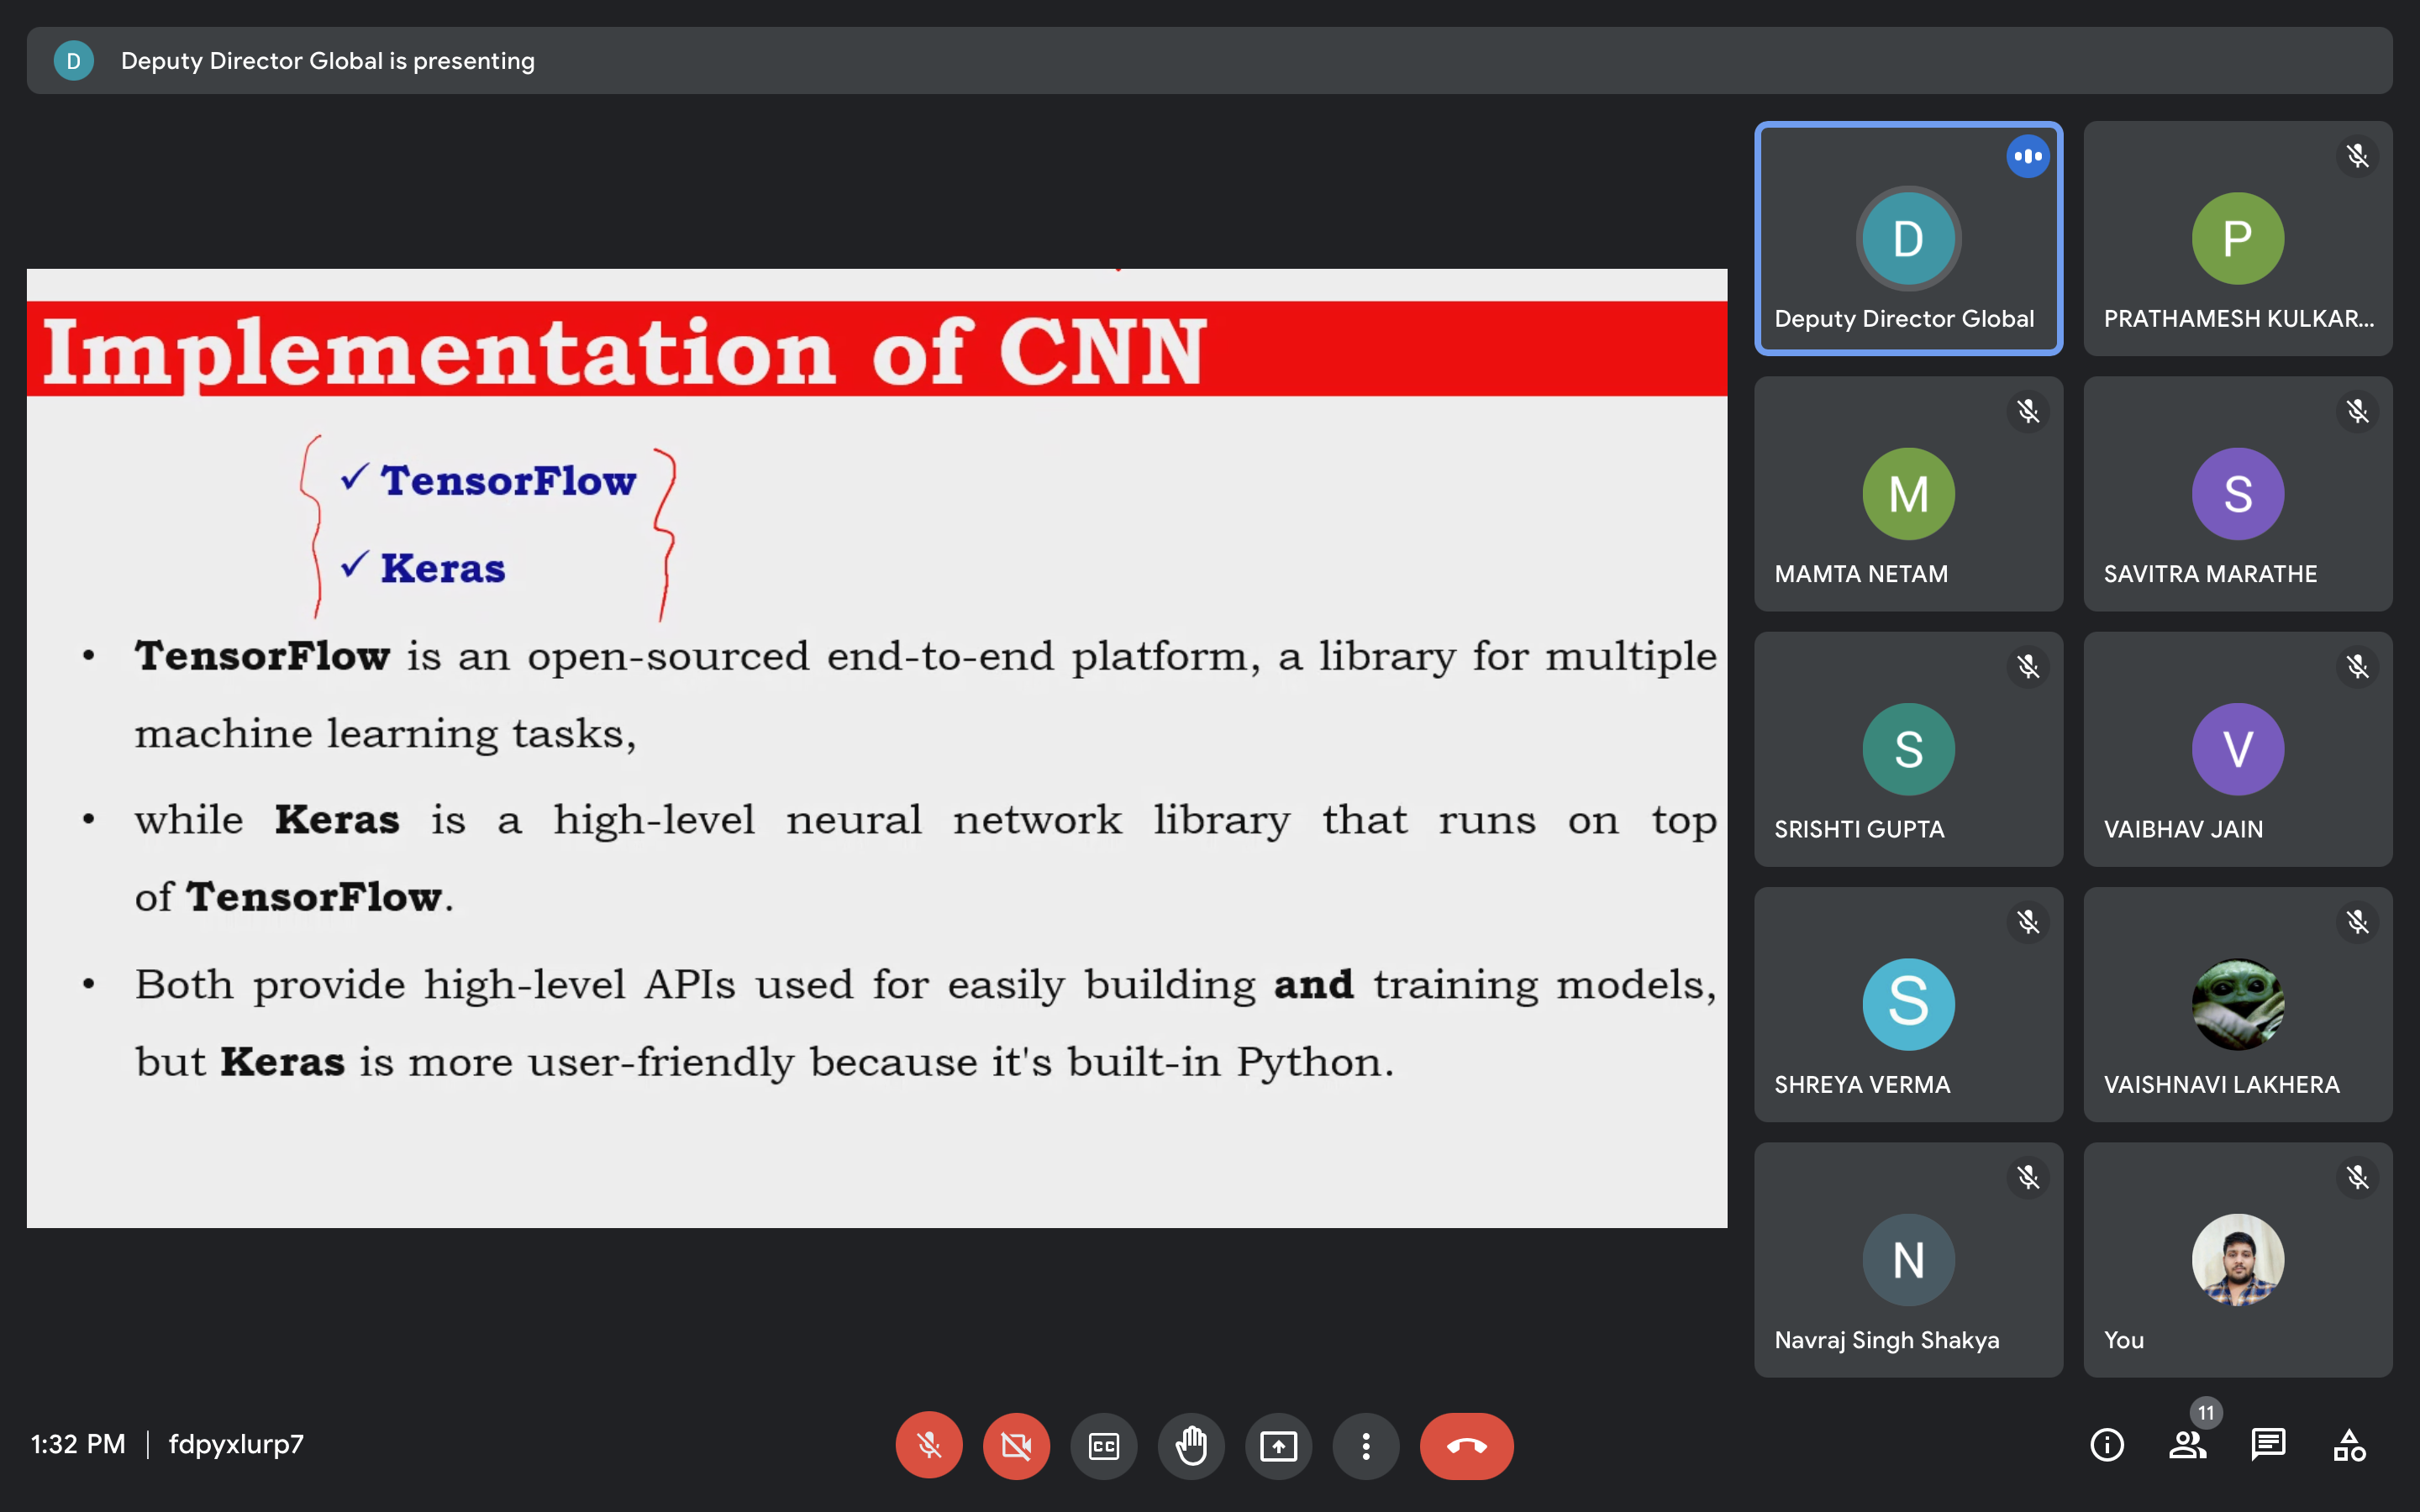 D
Deputy Director Global is presenting
Implementation of CNN
✓ TensorFlow
✓ Keras
• TensorFlow is an open-sourced end-to-end platform, a library for multiple
machine learning tasks,
• while Keras is a high-level neural network library that runs on top
of TensorFlow.
• Both provide high-level APIs used for easily building and training models,
but Keras is more user-friendly because it's built-in Python.
D
Deputy Director Global
P
PRATHAMESH KULKAR...
M
MAMTA NETAM
S
SAVITRA MARATHE
S
SRISHTI GUPTA
V
VAIBHAV JAIN
S
SHREYA VERMA
VAISHNAVI LAKHERA
N
Navraj Singh Shakya
You
1:32 PM | fdpyxlurp7
CC
11